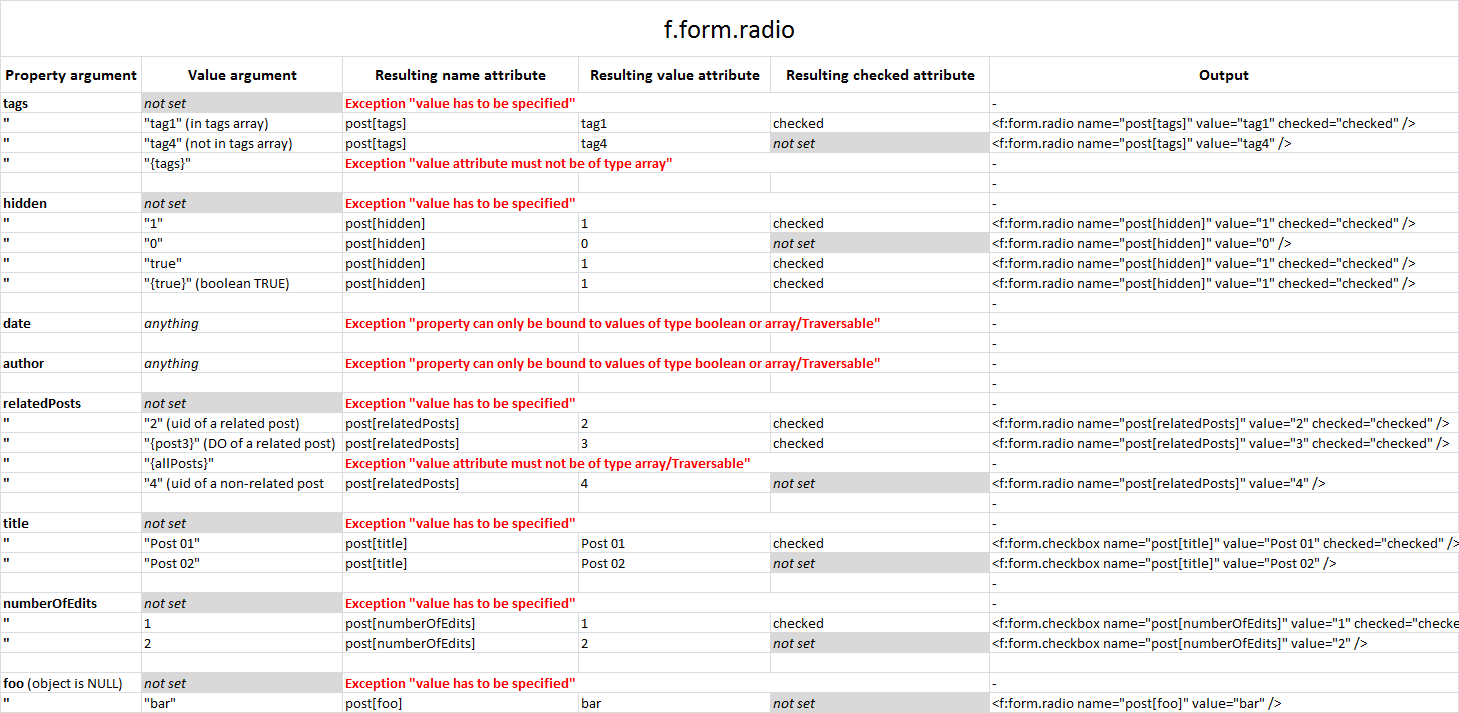 f.form.radio
Property argument Value argument Resulting name attribute Resulting value attribute Resulting checked attribute Output
tags not set Exception "value has to be specified" -
" "tag1" (in tags array) post[tags] tag1 checked <f:form.radio name="post[tags]" value="tag1" checked="checked" />
" "tag4" (not in tags array) post[tags] tag4 not set <f:form.radio name="post[tags]" value="tag4" />
" "{tags}" Exception "value attribute must not be of type array" -
-
hidden not set Exception "value has to be specified" -
" "1" post[hidden] 1 checked <f:form.radio name="post[hidden]" value="1" checked="checked" />
" "0" post[hidden] 0 not set <f:form.radio name="post[hidden]" value="0" />
" "true" post[hidden] 1 checked <f:form.radio name="post[hidden]" value="1" checked="checked" />
" "{true}" (boolean TRUE) post[hidden] 1 checked <f:form.radio name="post[hidden]" value="1" checked="checked" />
-
date anything Exception "property can only be bound to values of type boolean or array/Traversable" -
-
author anything Exception "property can only be bound to values of type boolean or array/Traversable" -
-
relatedPosts not set Exception "value has to be specified" -
" "2" (uid of a related post) post[relatedPosts] 2 checked <f:form.radio name="post[relatedPosts]" value="2" checked="checked" />
" "{post3}" (DO of a related post) post[relatedPosts] 3 checked <f:form.radio name="post[relatedPosts]" value="3" checked="checked" />
" "{allPosts}" Exception "value attribute must not be of type array/Traversable" -
" "4" (uid of a non-related post post[relatedPosts] 4 not set <f:form.radio name="post[relatedPosts]" value="4" />
-
title not set Exception "value has to be specified" -
" "Post 01" post[title] Post 01 checked <f:form.checkbox name="post[title]" value="Post 01" checked="checked" />
" "Post 02" post[title] Post 02 not set <f:form.checkbox name="post[title]" value="Post 02" />
-
numberOfEdits not set Exception "value has to be specified" -
" 1 post[numberOfEdits] 1 checked <f:form.checkbox name="post[numberOfEdits]" value="1" checked="checke
" 2 post[numberOfEdits] 2 not set <f:form.checkbox name="post[numberOfEdits]" value="2" />
foo (object is NULL) not set Exception "value has to be specified" -
" "bar" post[foo] bar not set <f:form.radio name="post[foo]" value="bar" />